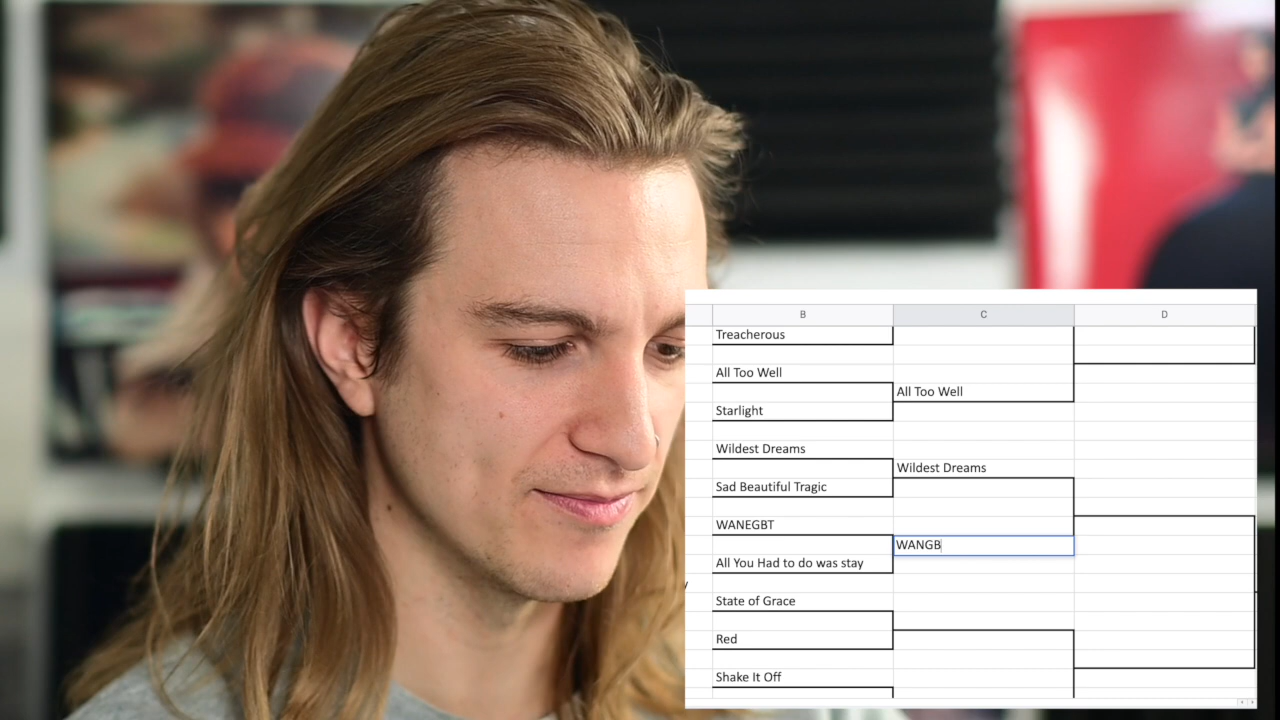 B C D
Treacherous
All Too Well
All Too Well
Starlight
Wildest Dreams
Wildest Dreams
Sad Beautiful Tragic
WANEGBT
WANGB
All You Had to do was stay
State of Grace
Red
Shake It Off